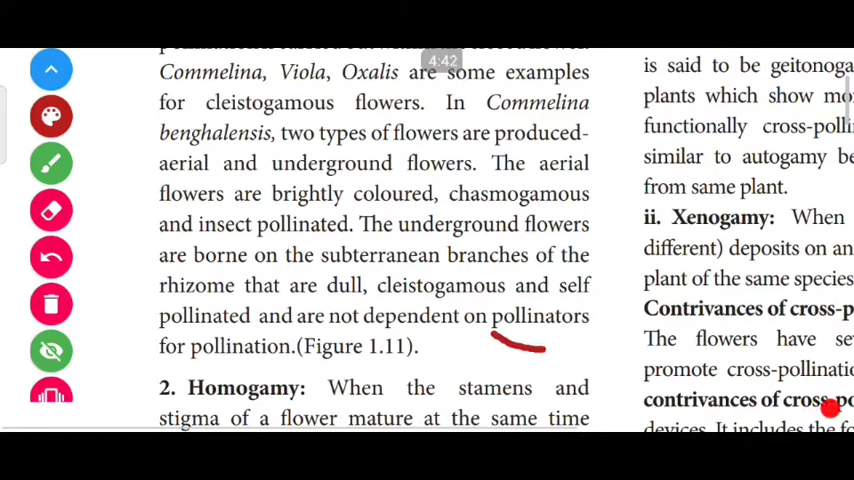 4:42
Commelina, Viola, Oxalis are some examples
for cleistogamous flowers. In Commelina
benghalensis, two types of flowers are produced-
aerial and underground flowers. The aerial
flowers are brightly coloured, chasmogamous
and insect pollinated. The underground flowers
are borne on the subterranean branches of the
rhizome that are dull, cleistogamous and self
pollinated and are not dependent on pollinators
for pollination.(Figure 1.11).
2. Homogamy: When the stamens and
stigma of a flower mature at the same time
is said to be geitonoga
plants which show mo
functionally cross-polli
similar to autogamy be
from same plant.
ii. Xenogamy: When
different) deposits on an
plant of the same species
Contrivances of cross-p
The flowers have se
promote cross-pollinatio
contrivances of cross-po
devices. It includes the fo